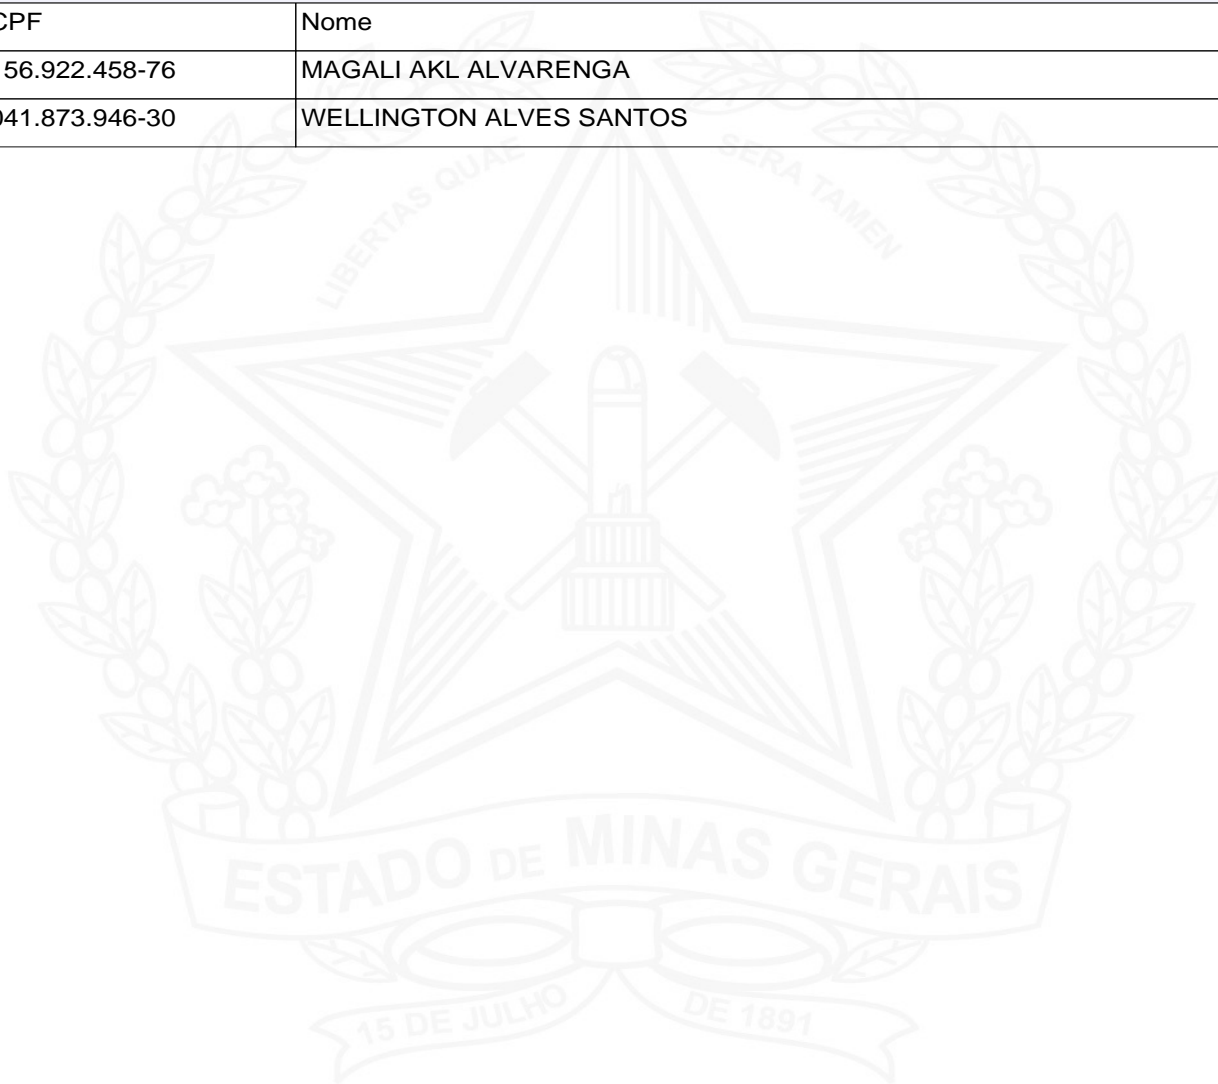 CPF Nome
56.922.458-76 MAGALI AKL ALVARENGA
041.873.946-30 WELLINGTON ALVES SANTOS
LIBERTAS QUAE SERA TAMEN
ESTADO DE MINAS GERAIS
15 DE JULHO DE 1891